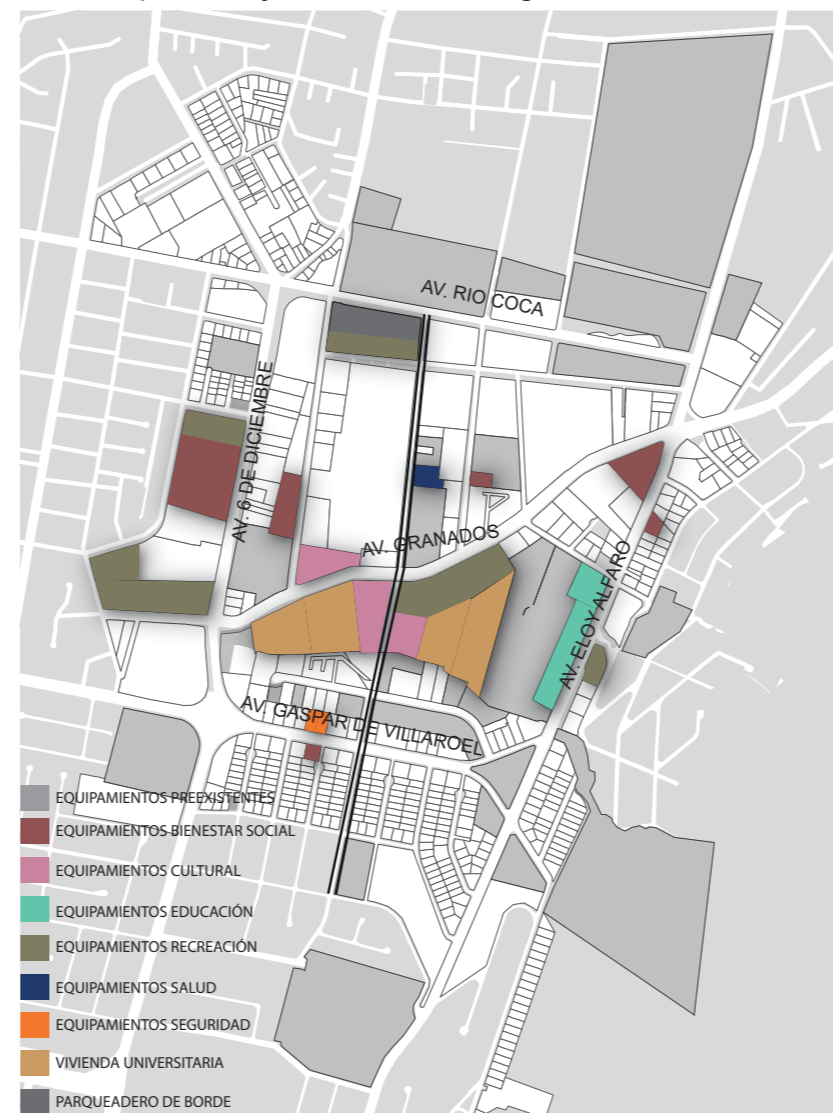 AV. RIO COCA
AV. 6 DE DICIEMBRE
AV. GRANADOS
AV. ELOY ALFARO
AV. GASPAR DE VILLAROEL
EQUIPAMIENTOS PREEXISTENTES
EQUIPAMIENTOS BIENESTAR SOCIAL
EQUIPAMIENTOS CULTURAL
EQUIPAMIENTOS EDUCACIÓN
EQUIPAMIENTOS RECREACIÓN
EQUIPAMIENTOS SALUD
EQUIPAMIENTOS SEGURIDAD
VIVIENDA UNIVERSITARIA
PARQUEADERO DE BORDE